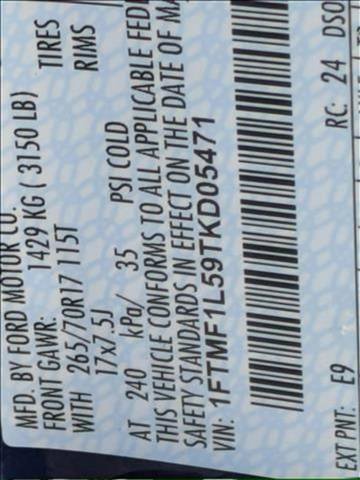 MFD. BY FORD MOTOR CO.
FRONT GAWR: 1429 KG ( 3150 LB)
WITH 265/70R17 115T TIRES
17x7.5J RIMS
AT 240 kPa/ 35 PSI COLD
THIS VEHICLE CONFORMS TO ALL APPLICABLE FED
SAFETY STANDARDS IN EFFECT ON THE DATE OF MA
VIN: 1FTMF1L59TKD05471
EXT PNT: E9 RC: 24 DSO